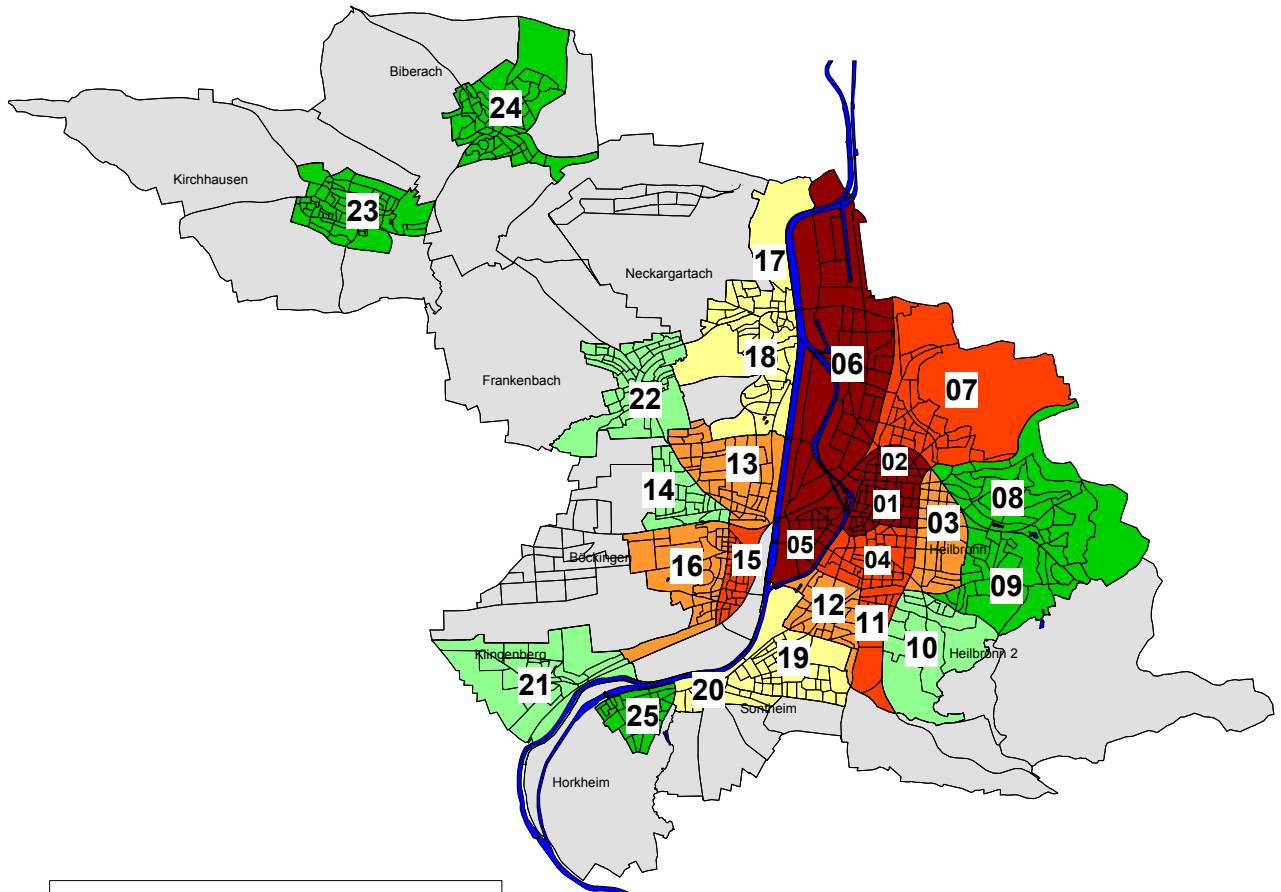 Biberach
24
Kirchhausen
23
17
Neckargartach
18
06
Frankenbach
22
07
02
13
14
01
08
03
05
Heilbronn
Böckingen
16
15
04
09
12
11
10
Klingenberg
Heilbronn 2
19
21
20
Sontheim
25
Horkheim